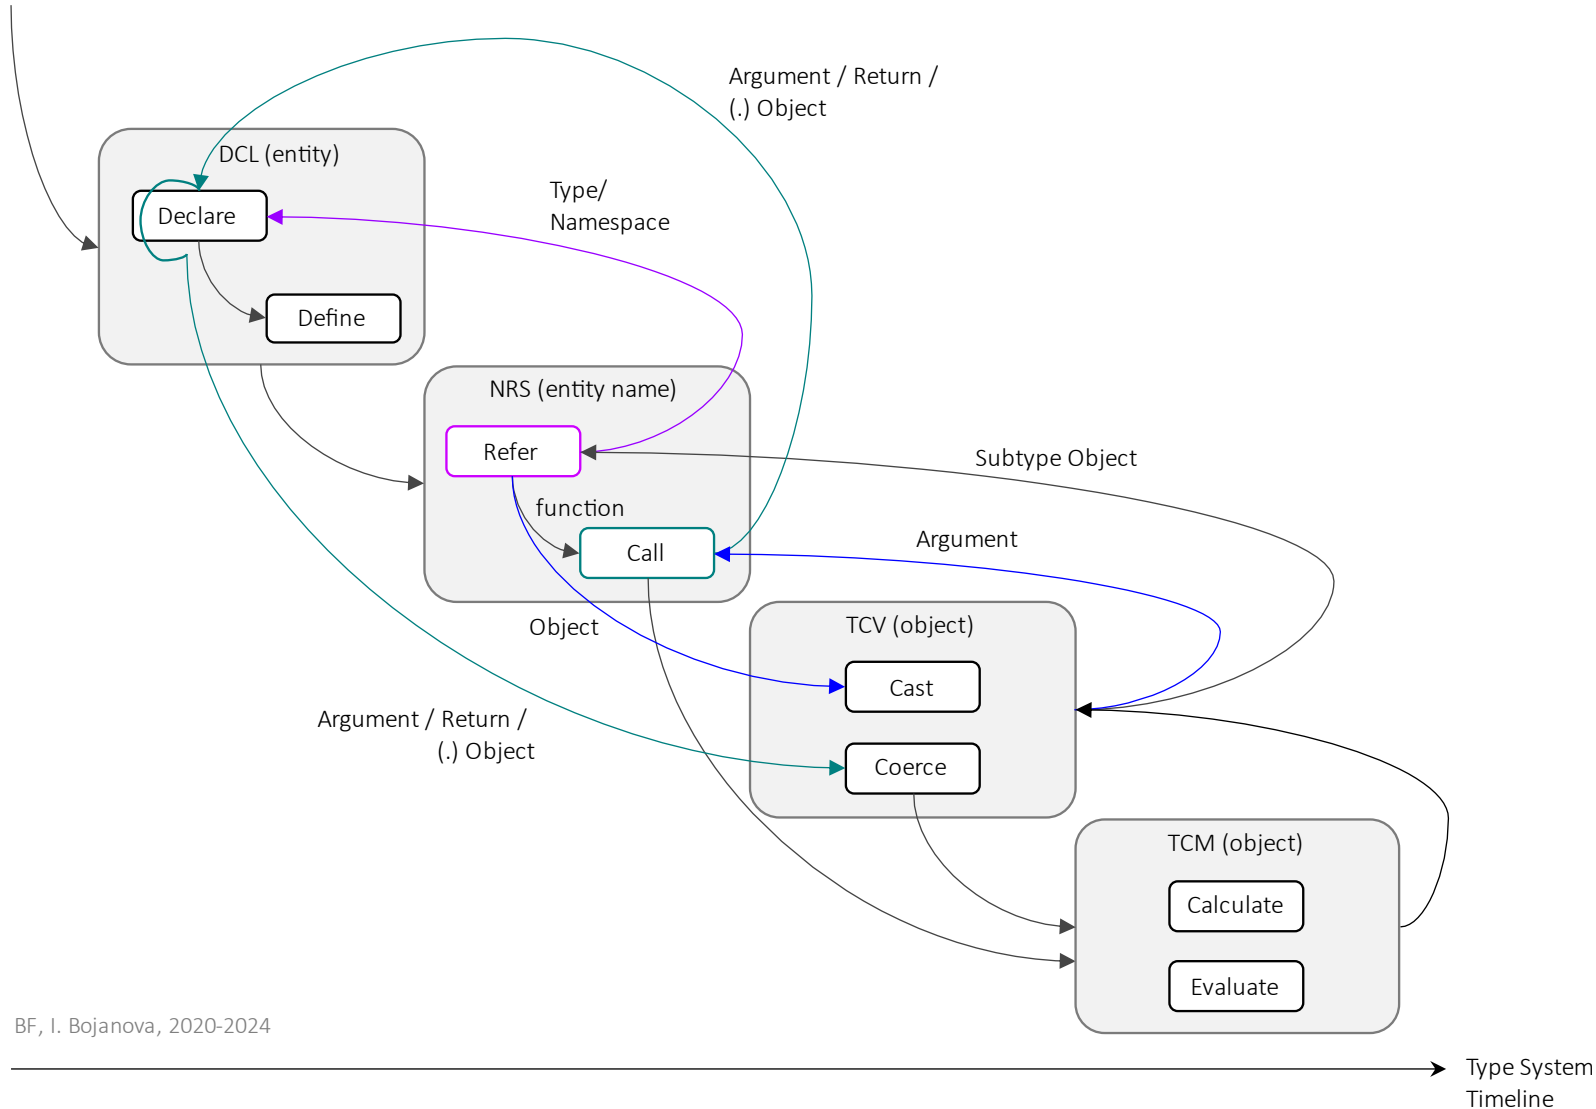 Argument / Return /
(.) Object
DCL (entity)
Declare
Type/
Namespace
Define
NRS (entity name)
Refer
Subtype Object
function
Call
Argument
Object
TCV (object)
Cast
Argument / Return /
(.) Object
Coerce
TCM (object)
Calculate
Evaluate
BF, I. Bojanova, 2020-2024
Type System
Timeline